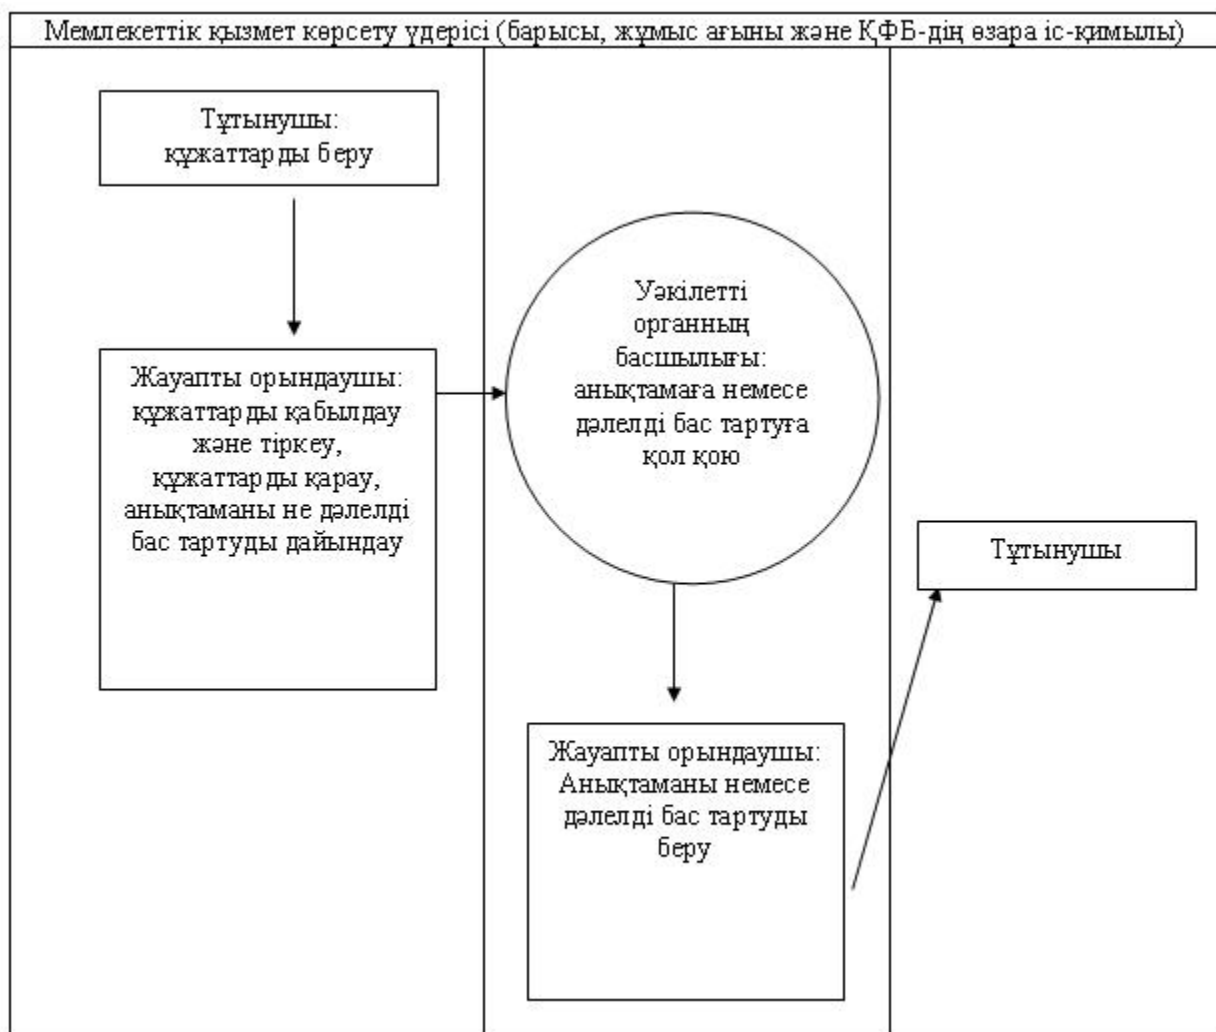 Мемлекеттік қызмет көрсету үдерісі (барысы, жұмыс ағыны және ҚФБ-дің өзара іс-қимылы)
Тұтынушы:
құжаттарды беру
Жауапты орындаушы:
құжаттарды қабылдау
және тіркеу,
құжаттарды қарау,
анықтаманы не дәлелді
бас тартуды дайындау
Уәкілетті
органның
басшылығы:
анықтамаға немесе
дәлелді бас тартуға
қол қою
Жауапты орындаушы:
Анықтаманы немесе
дәлелді бас тартуды
беру
Тұтынушы